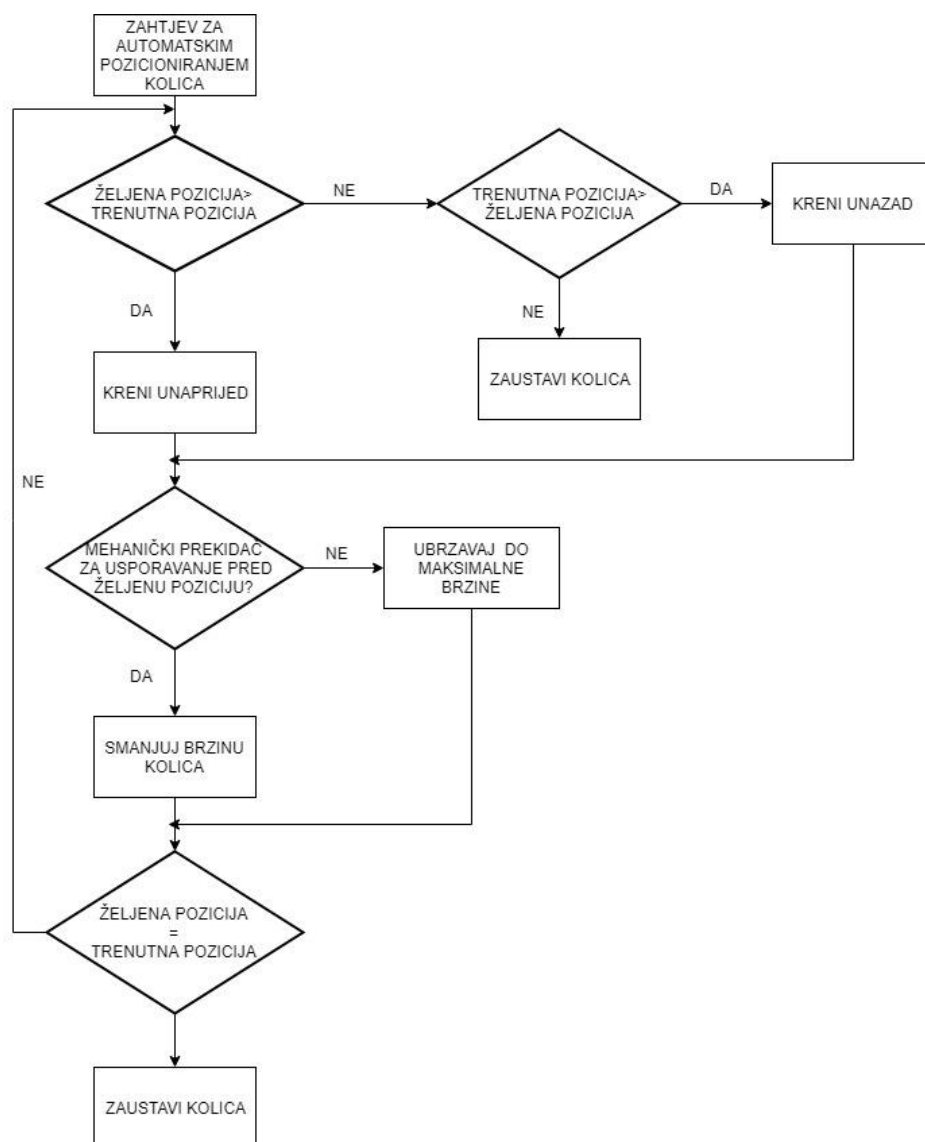 ZAHTJEV ZA
AUTOMATSKIM
POZICIONIRANJEM
KOLICA
ŽELJENA POZICIJA>
TRENUTNA POZICIJA
NE
TRENUTNA POZICIJA>
ŽELJENA POZICIJA
DA
KRENI UNAZAD
DA
NE
KRENI UNAPRIJED
ZAUSTAVI KOLICA
NE
MEHANIČKI PREKIDAČ
ZA USPORAVANJE PRED
ŽELJENU POZICIJU?
NE
UBRZAVAJ DO
MAKSIMALNE
BRZINE
DA
SMANJUJ BRZINU
KOLICA
ŽELJENA POZICIJA
=
TRENUTNA POZICIJA
ZAUSTAVI KOLICA